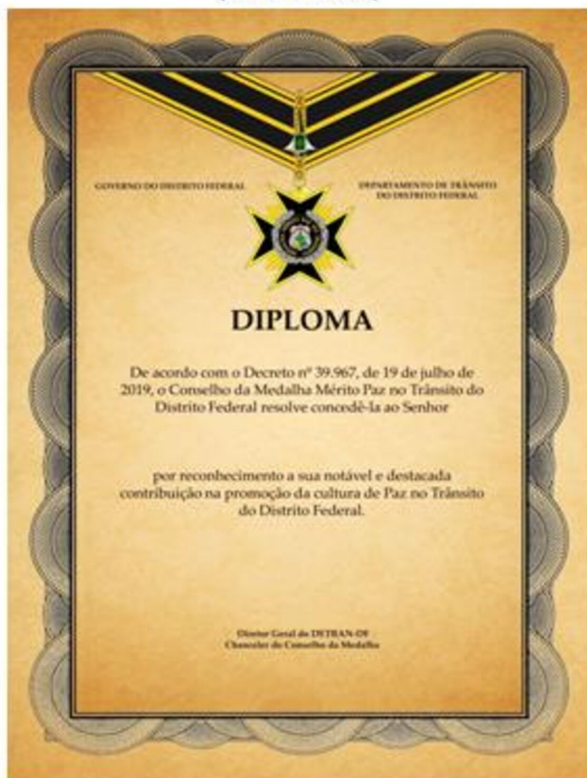 GOVERNO DO DISTRITO FEDERAL
DEPARTAMENTO DE TRÂNSITO
DO DISTRITO FEDERAL
DIPLOMA
De acordo com o Decreto nº 39.967, de 19 de julho de
2019, o Conselho da Medalha Mérito Paz no Trânsito do
Distrito Federal resolve concedê-la ao Senhor
por reconhecimento a sua notável e destacada
contribuição na promoção da cultura de Paz no Trânsito
do Distrito Federal.
Diretor Geral do DETRAN-DF
Chanceler do Conselho da Medalha